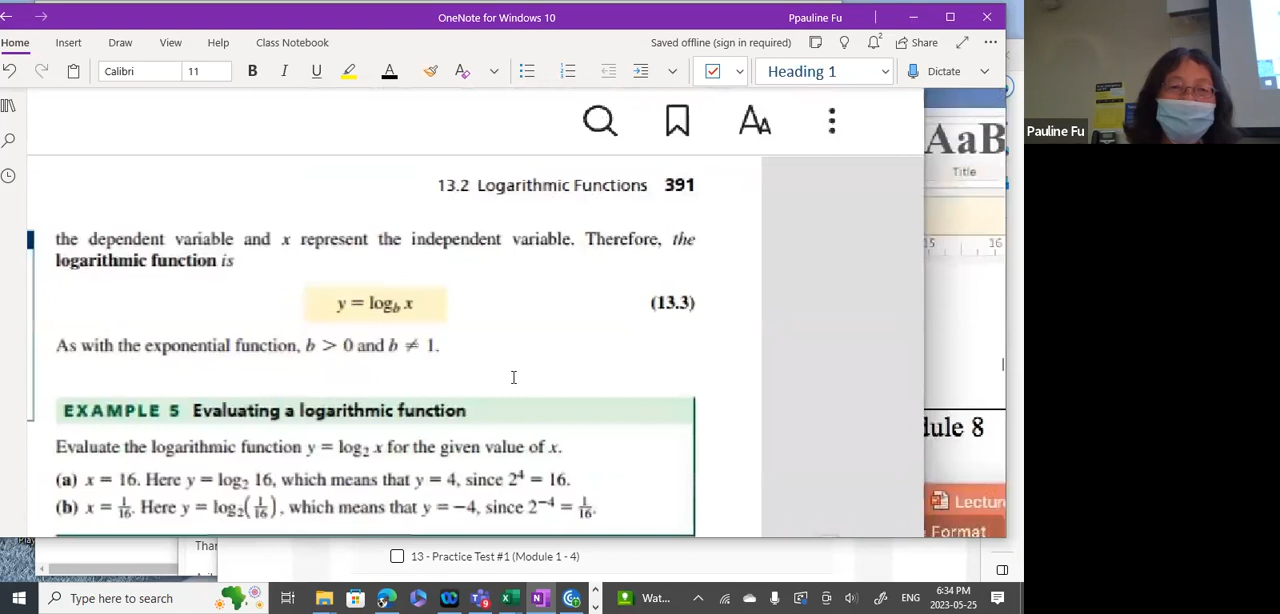 OneNote for Windows 10
Ppauline Fu
Home Insert Draw View Help Class Notebook
Saved offline (sign in required)
Share
Calibri 11 B I U A
Heading 1
Dictate
AaB
Title
Pauline Fu
13.2 Logarithmic Functions 391
the dependent variable and x represent the independent variable. Therefore, the
logarithmic function is
y = log_b x (13.3)
As with the exponential function, b > 0 and b ≠ 1.
15 16
EXAMPLE 5 Evaluating a logarithmic function
Evaluate the logarithmic function y = log₂ x for the given value of x.
(a) x = 16. Here y = log₂ 16, which means that y = 4, since 2⁴ = 16.
(b) x = 1/16. Here y = log₂(1/16), which means that y = −4, since 2⁻⁴ = 1/16.
dule 8
Lectur
Format
Thar
13 - Practice Test #1 (Module 1 - 4)
Type here to search
Wat...
ENG
6:34 PM
2023-05-25